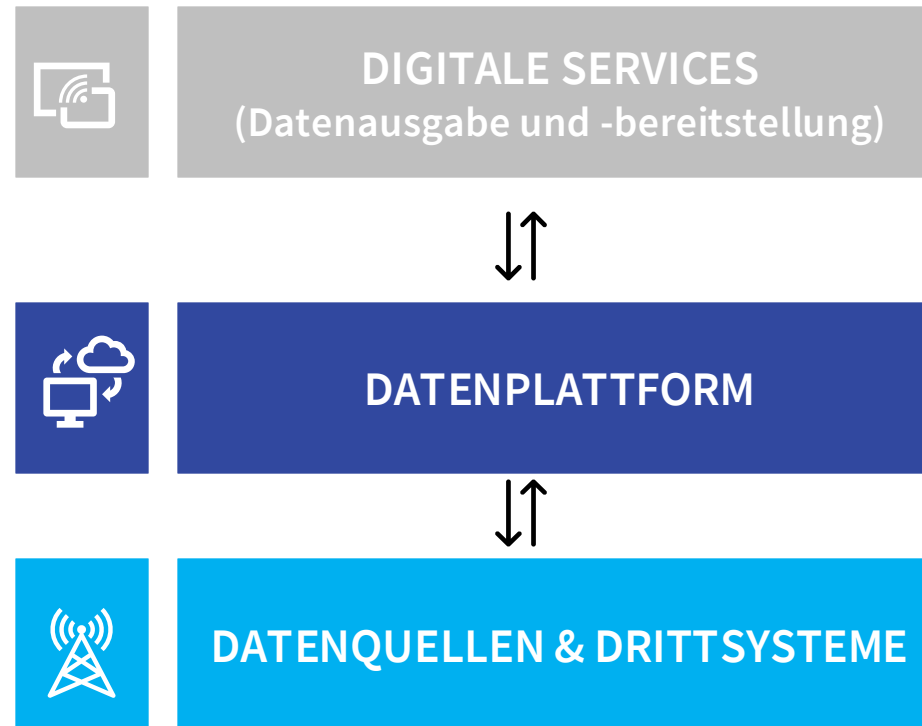 DIGITALE SERVICES
(Datenausgabe und -bereitstellung)
DATENPLATTFORM
DATENQUELLEN & DRITTSYSTEME